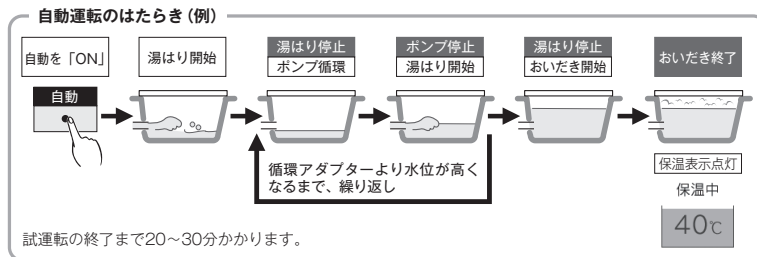 自動運転のはたらき(例)
自動を「ON」
自動
湯はり開始
湯はり停止
ポンプ循環
ポンプ停止
湯はり開始
湯はり停止
おいだき開始
おいだき終了
循環アダプターより水位が高く
なるまで、繰り返し
保温表示点灯
保温中
40℃
試運転の終了まで20～30分かかります。